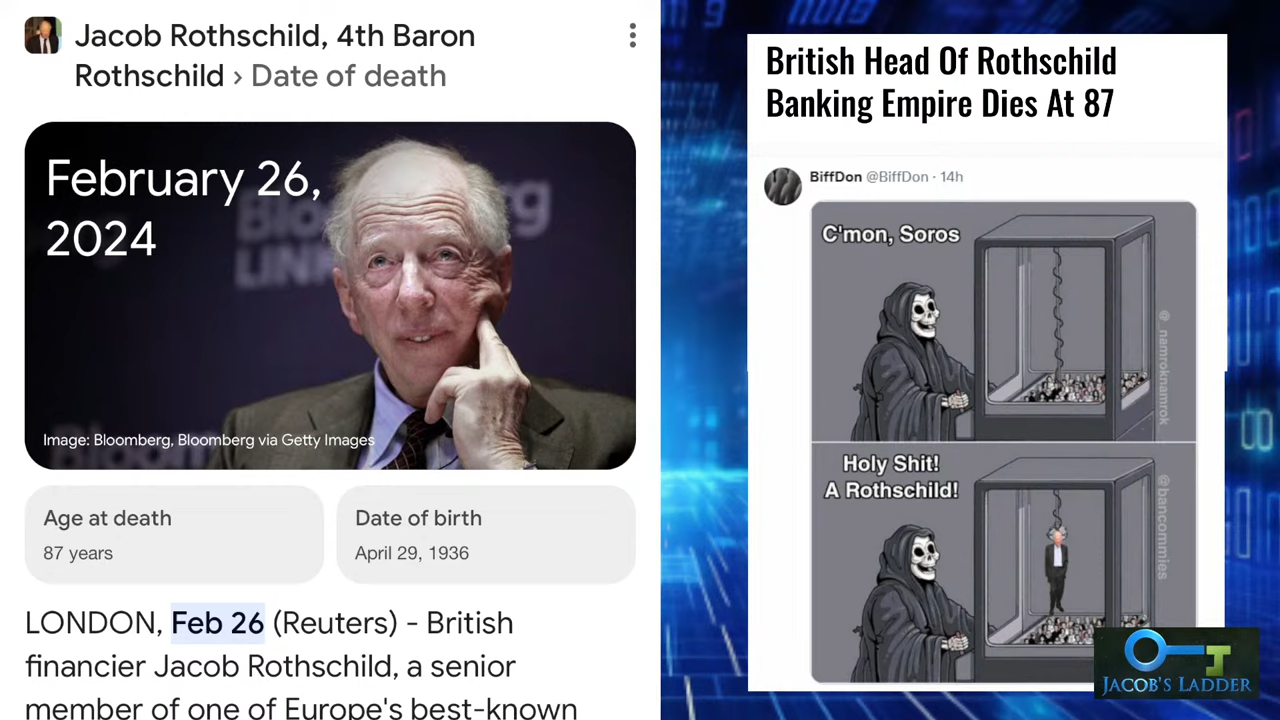 Jacob Rothschild, 4th Baron
Rothschild › Date of death
February 26,
2024
Image: Bloomberg, Bloomberg via Getty Images
Age at death
87 years
Date of birth
April 29, 1936
LONDON, Feb 26 (Reuters) - British
financier Jacob Rothschild, a senior
member of one of Europe's best-known
British Head Of Rothschild
Banking Empire Dies At 87
BiffDon @BiffDon · 14h
C'mon, Soros
@_namroknamrok
Holy Shit!
A Rothschild!
@bancommies
JACOB'S LADDER